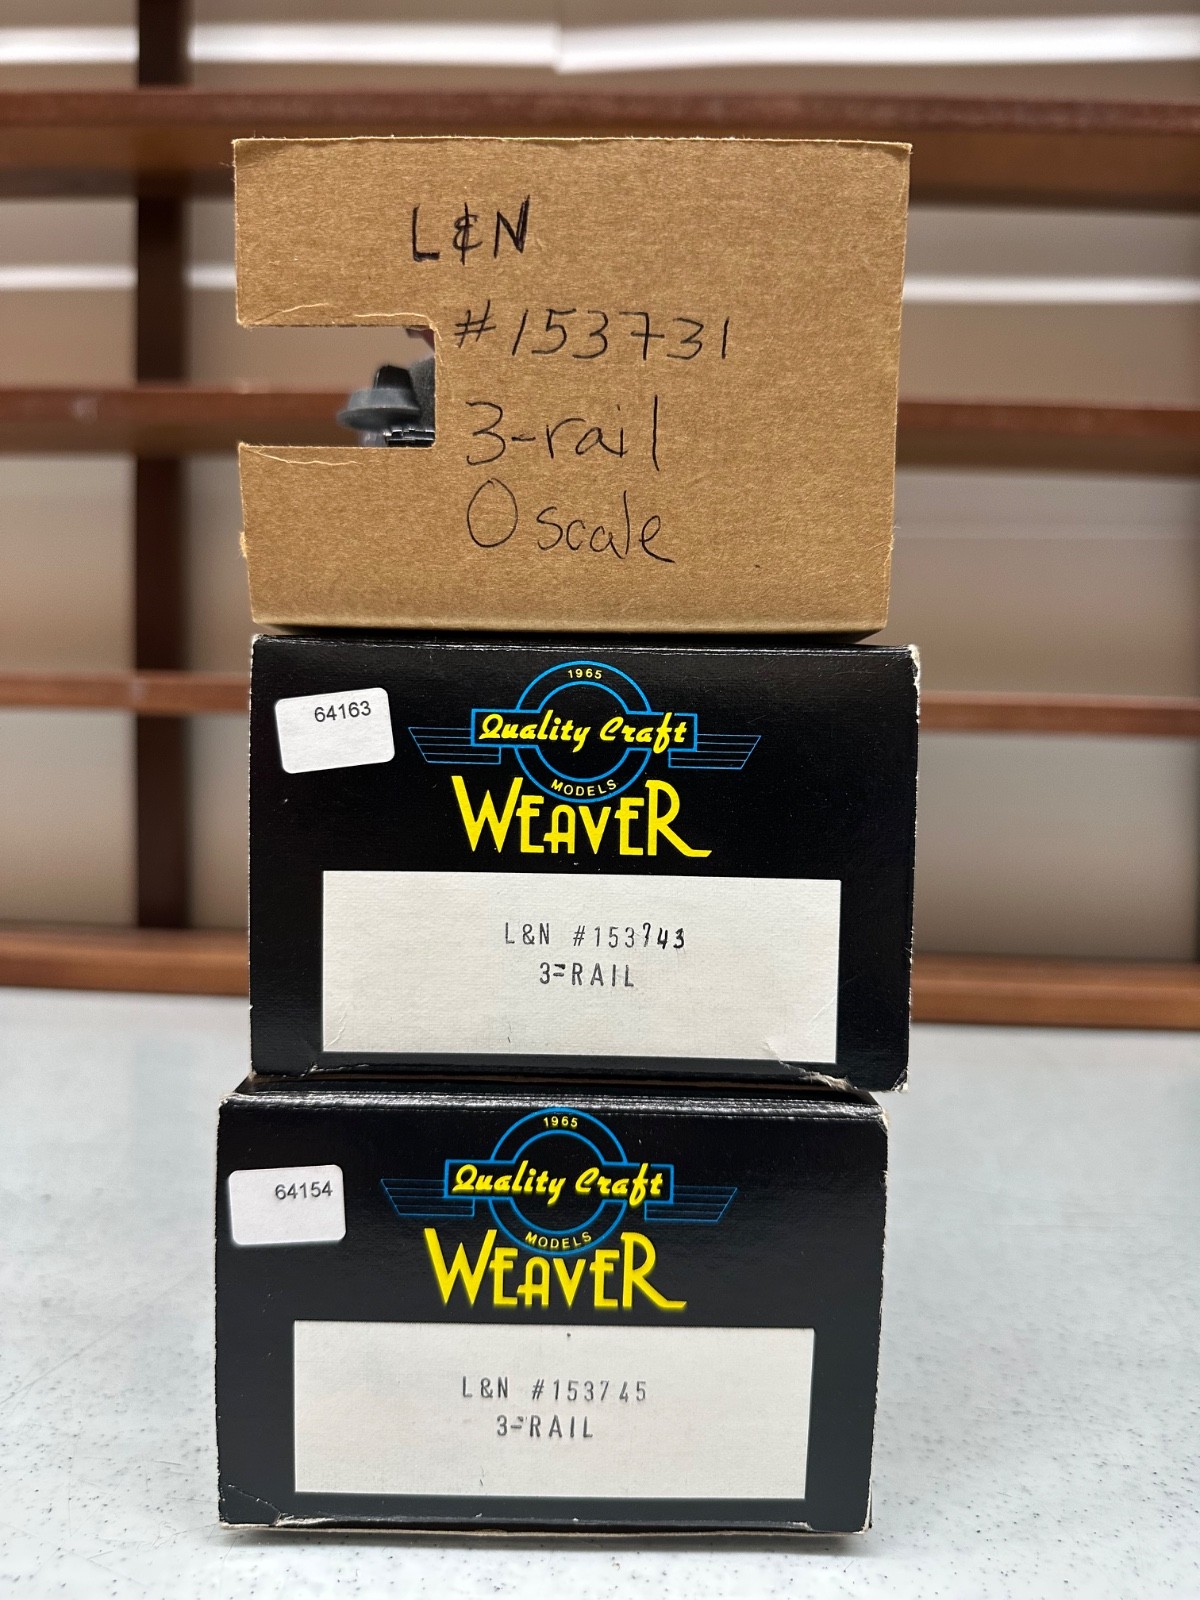 L&N
#153731
3-rail
O scale
64163
1965
Quality Craft
MODELS
WEAVER
L&N #153743
3-RAIL
64154
1965
Quality Craft
MODELS
WEAVER
L&N #153745
3-RAIL